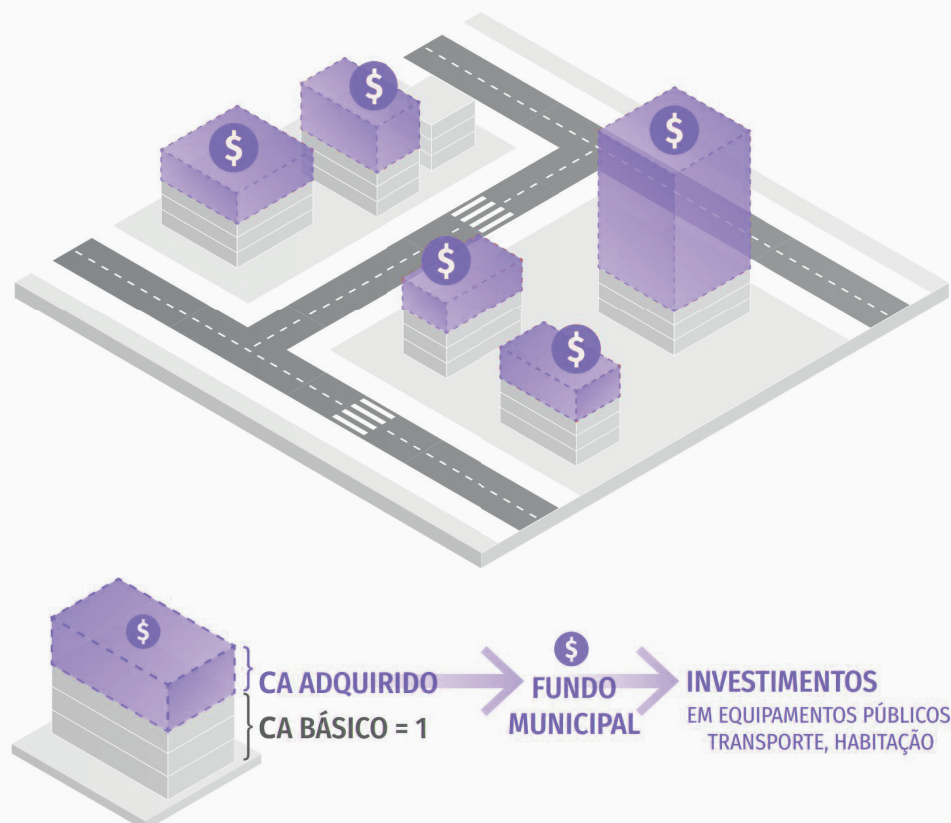 $
$
$
$
$
$
$
CA ADQUIRIDO
CA BÁSICO = 1
FUNDO
MUNICIPAL
INVESTIMENTOS
EM EQUIPAMENTOS PÚBLICOS
TRANSPORTE, HABITAÇÃO